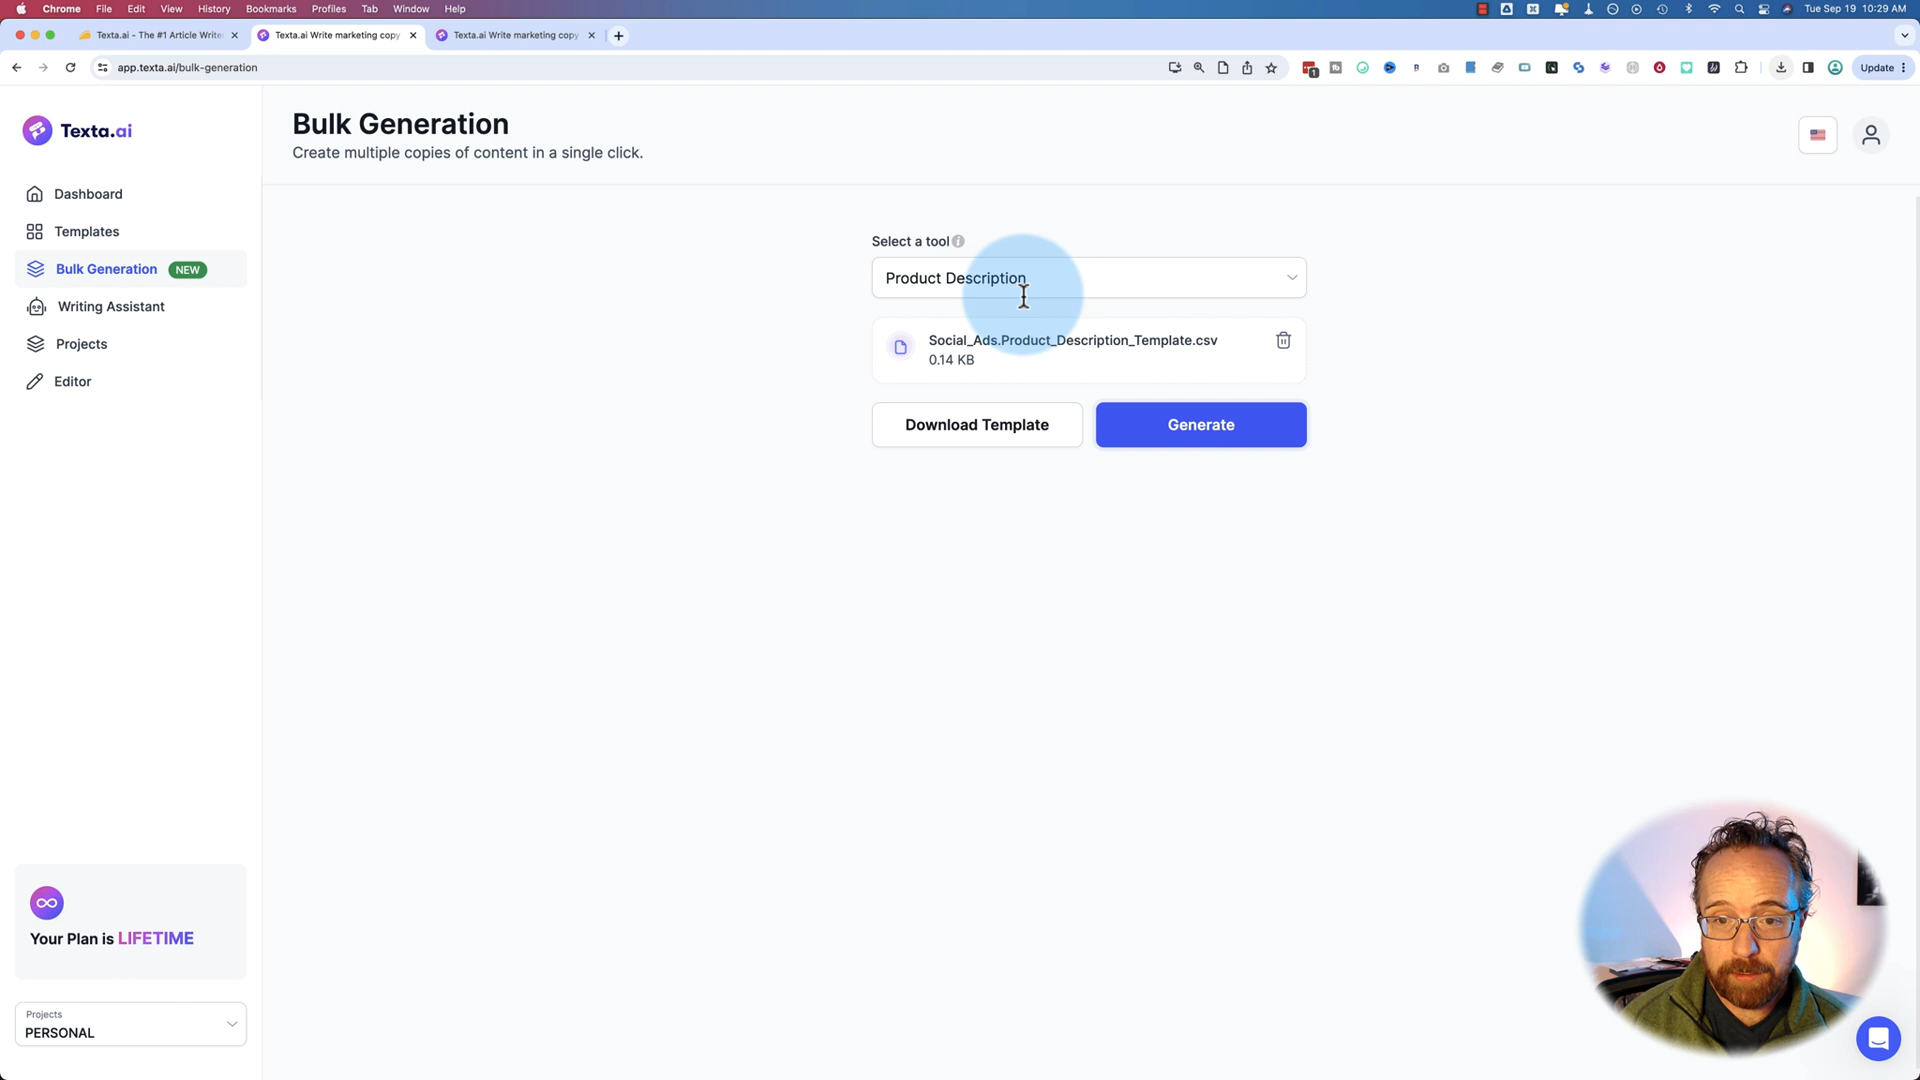 Chrome File Edit View History Bookmarks Profiles Tab Window Help
Tue Sep 19 10:29 AM
Texta.ai - The #1 Article Write
Texta.ai Write marketing copy
Texta.ai Write marketing copy
app.texta.ai/bulk-generation
Update
Texta.ai
Bulk Generation
Create multiple copies of content in a single click.
Dashboard
Templates
Bulk Generation NEW
Writing Assistant
Projects
Editor
Select a tool
Product Description
Social_Ads.Product_Description_Template.csv
0.14 KB
Download Template
Generate
Your Plan is LIFETIME
Projects
PERSONAL